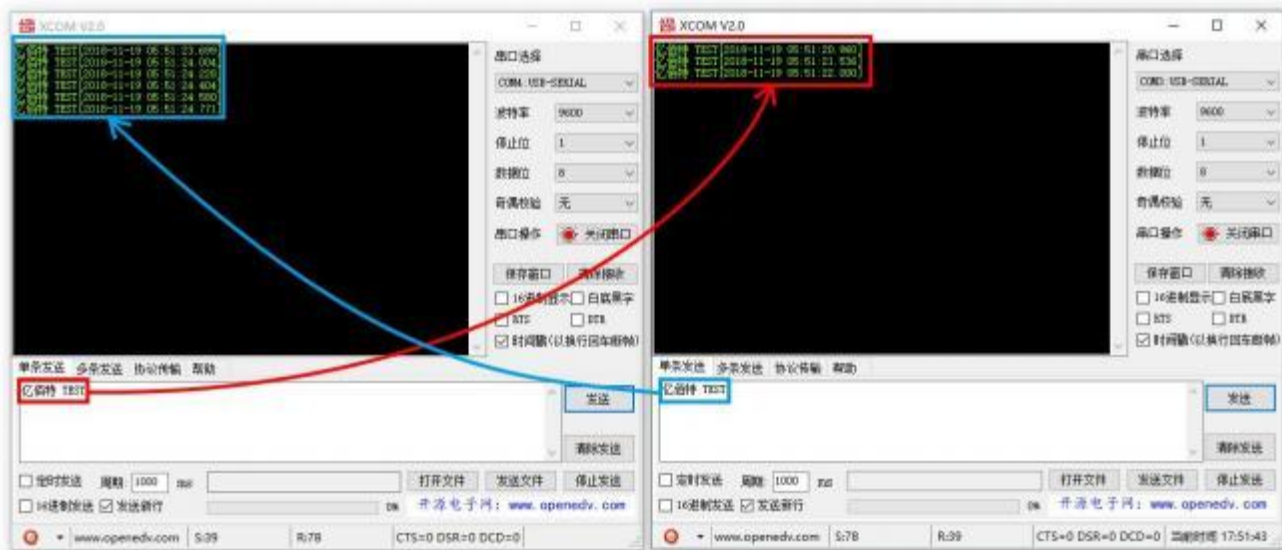 XCOM V2.0
亿佰特 TEST[2018-11-19 05:51:23.699]
亿佰特 TEST[2018-11-19 05:51:24.004]
亿佰特 TEST[2018-11-19 05:51:24.220]
亿佰特 TEST[2018-11-19 05:51:24.404]
亿佰特 TEST[2018-11-19 05:51:24.580]
亿佰特 TEST[2018-11-19 05:51:24.771]
串口选择
COM4:USB-SERIAL
波特率 9600
停止位 1
数据位 8
奇偶校验 无
串口操作 关闭串口
保存窗口 清除接收
16进制显示 白底黑字
RTS DTR
时间戳(以换行回车断帧)
单条发送 多条发送 协议传输 帮助
亿佰特 TEST
发送
清除发送
定时发送 周期: 1000 ms 打开文件 发送文件 停止发送
16进制发送 发送新行 0% 开源电子网: www.openedv.com
www.openedv.com S:39 R:78 CTS=0 DSR=0 DCD=0
XCOM V2.0
亿佰特 TEST[2018-11-19 05:51:20.960]
亿佰特 TEST[2018-11-19 05:51:21.536]
亿佰特 TEST[2018-11-19 05:51:22.000]
串口选择
COM3:USB-SERIAL
波特率 9600
停止位 1
数据位 8
奇偶校验 无
串口操作 关闭串口
保存窗口 清除接收
16进制显示 白底黑字
RTS DTR
时间戳(以换行回车断帧)
单条发送 多条发送 协议传输 帮助
亿佰特 TEST
发送
清除发送
定时发送 周期: 1000 ms 打开文件 发送文件 停止发送
16进制发送 发送新行 0% 开源电子网: www.openedv.com
www.openedv.com S:78 R:39 CTS=0 DSR=0 DCD=0 当前时间 17:51:43